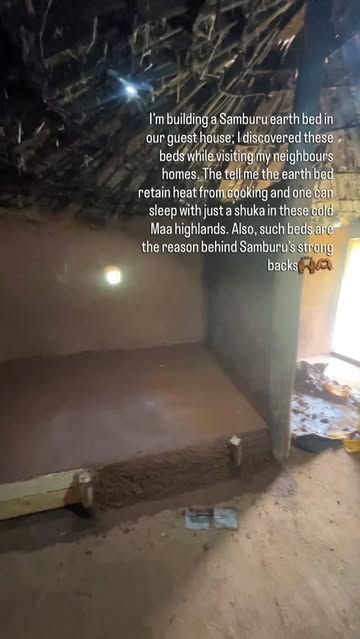 I'm building a Samburu earth bed in
our guest house; I discovered these
beds while visiting my neighbours
homes. The tell me the earth bed
retain heat from cooking and one can
sleep with just a shuka in these cold
Maa highlands. Also, such beds are
the reason behind Samburu's strong
backs